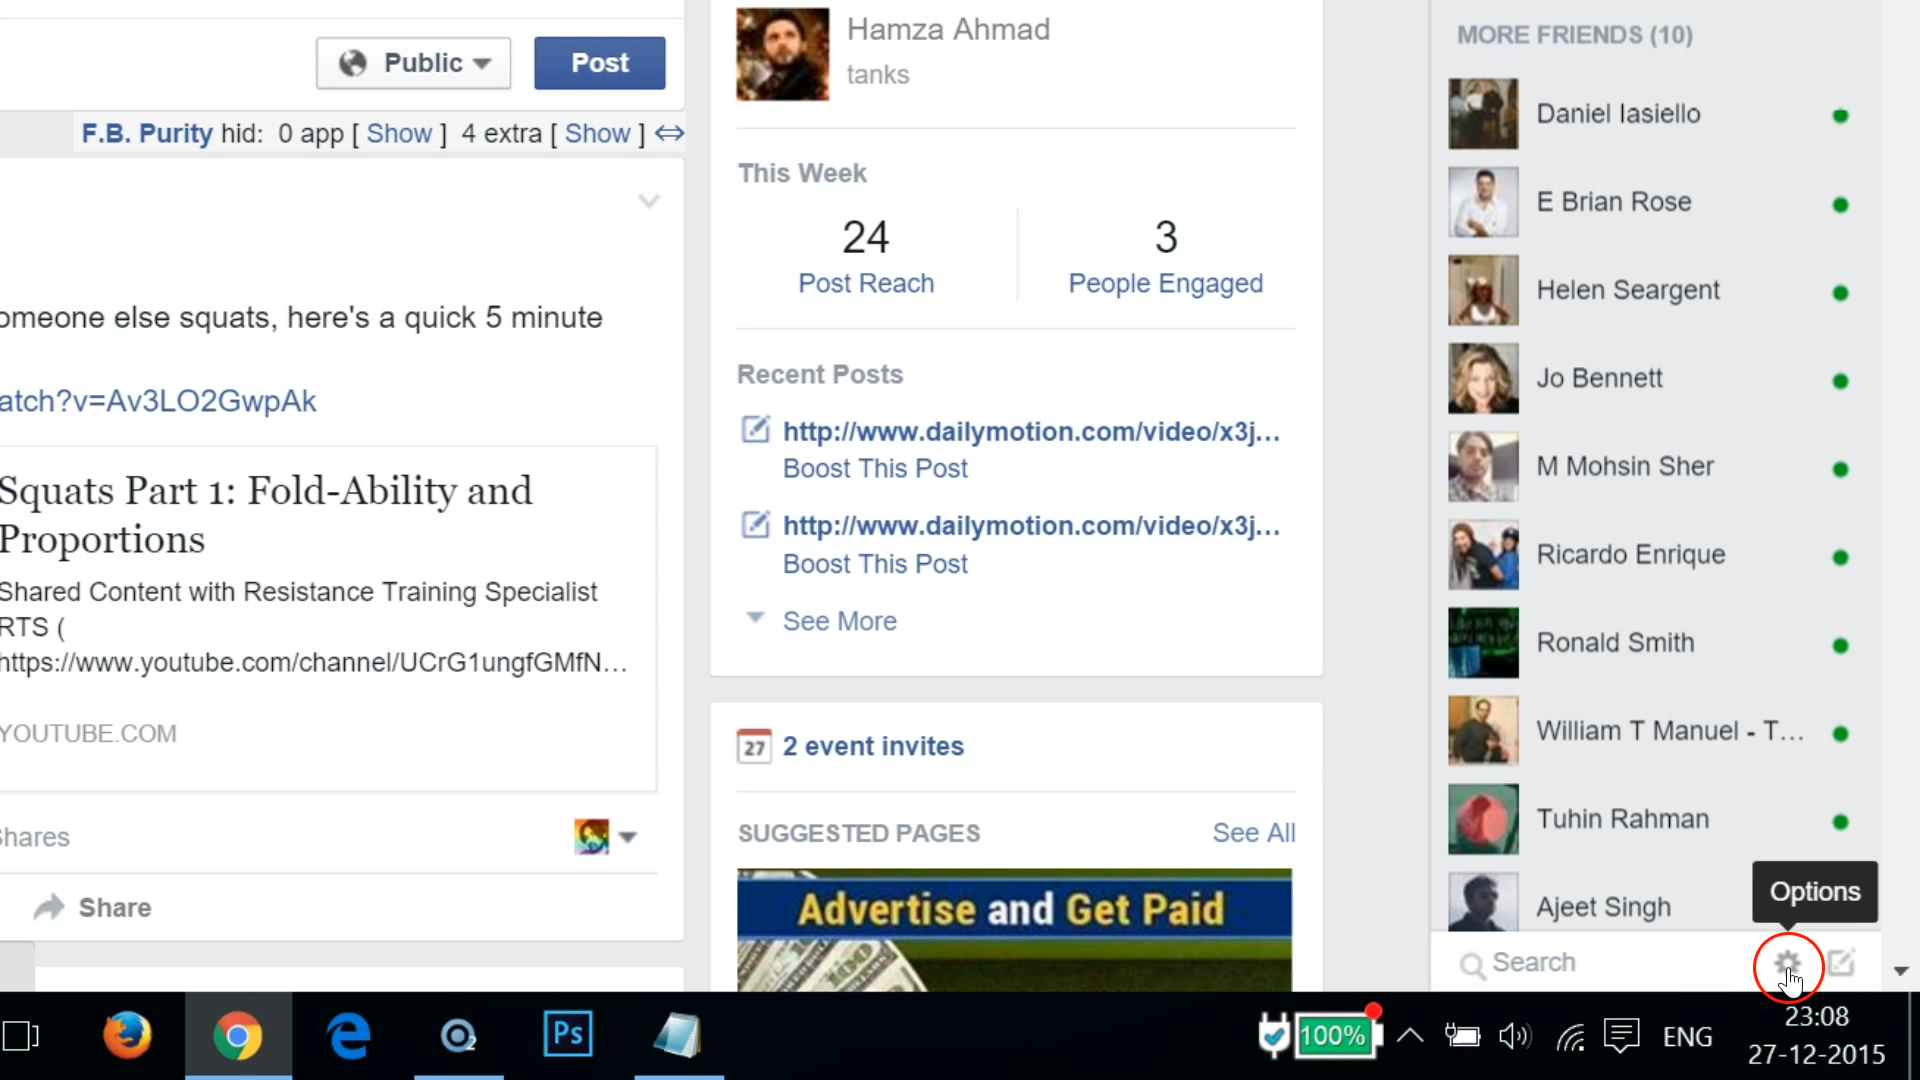 Public
Post
F.B. Purity hid: 0 app [ Show ] 4 extra [ Show ]
omeone else squats, here's a quick 5 minute
atch?v=Av3LO2GwpAk
Squats Part 1: Fold-Ability and
Proportions
Shared Content with Resistance Training Specialist
RTS (
https://www.youtube.com/channel/UCrG1ungfGMfN...
YOUTUBE.COM
Shares
Share
Hamza Ahmad
tanks
This Week
24
Post Reach
3
People Engaged
Recent Posts
http://www.dailymotion.com/video/x3j...
Boost This Post
http://www.dailymotion.com/video/x3j...
Boost This Post
See More
27
2 event invites
SUGGESTED PAGES
See All
Advertise and Get Paid
100
MORE FRIENDS (10)
Daniel Iasiello
E Brian Rose
Helen Seargent
Jo Bennett
M Mohsin Sher
Ricardo Enrique
Ronald Smith
William T Manuel - T...
Tuhin Rahman
Ajeet Singh
Options
Search
2
Ps
100%
ENG
23:08
27-12-2015